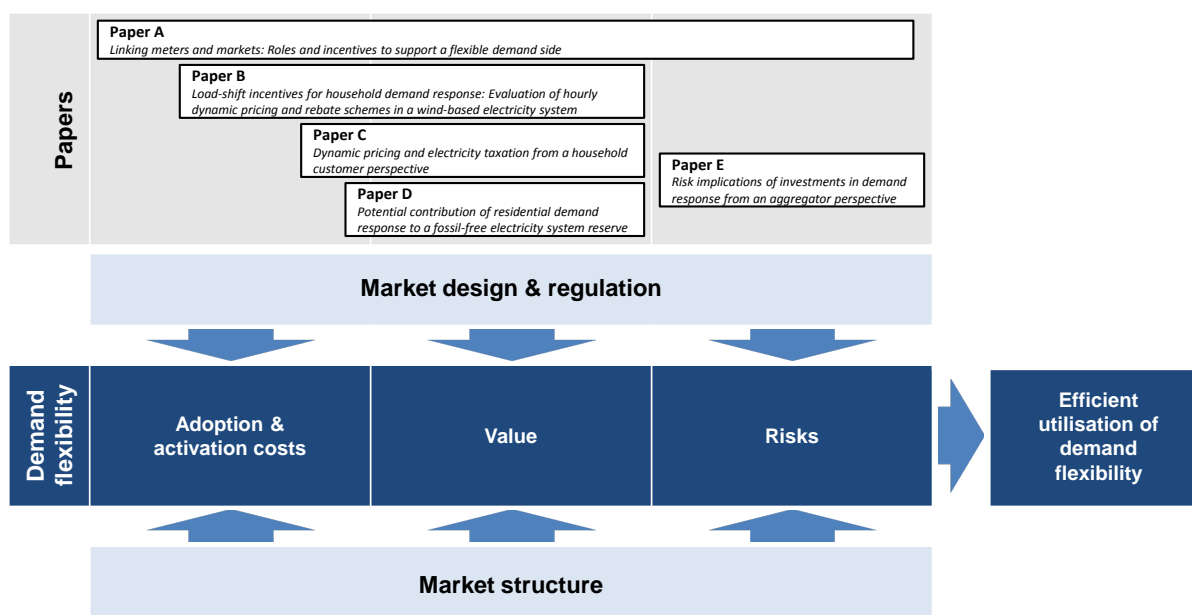 Papers
Paper A
Linking meters and markets: Roles and incentives to support a flexible demand side
Paper B
Load-shift incentives for household demand response: Evaluation of hourly
dynamic pricing and rebate schemes in a wind-based electricity system
Paper C
Dynamic pricing and electricity taxation from a household
customer perspective
Paper D
Potential contribution of residential demand
response to a fossil-free electricity system reserve
Paper E
Risk implications of investments in demand
response from an aggregator perspective
Market design & regulation
Demand
flexibility
Adoption &
activation costs
Value
Risks
Efficient
utilisation of
demand
flexibility
Market structure